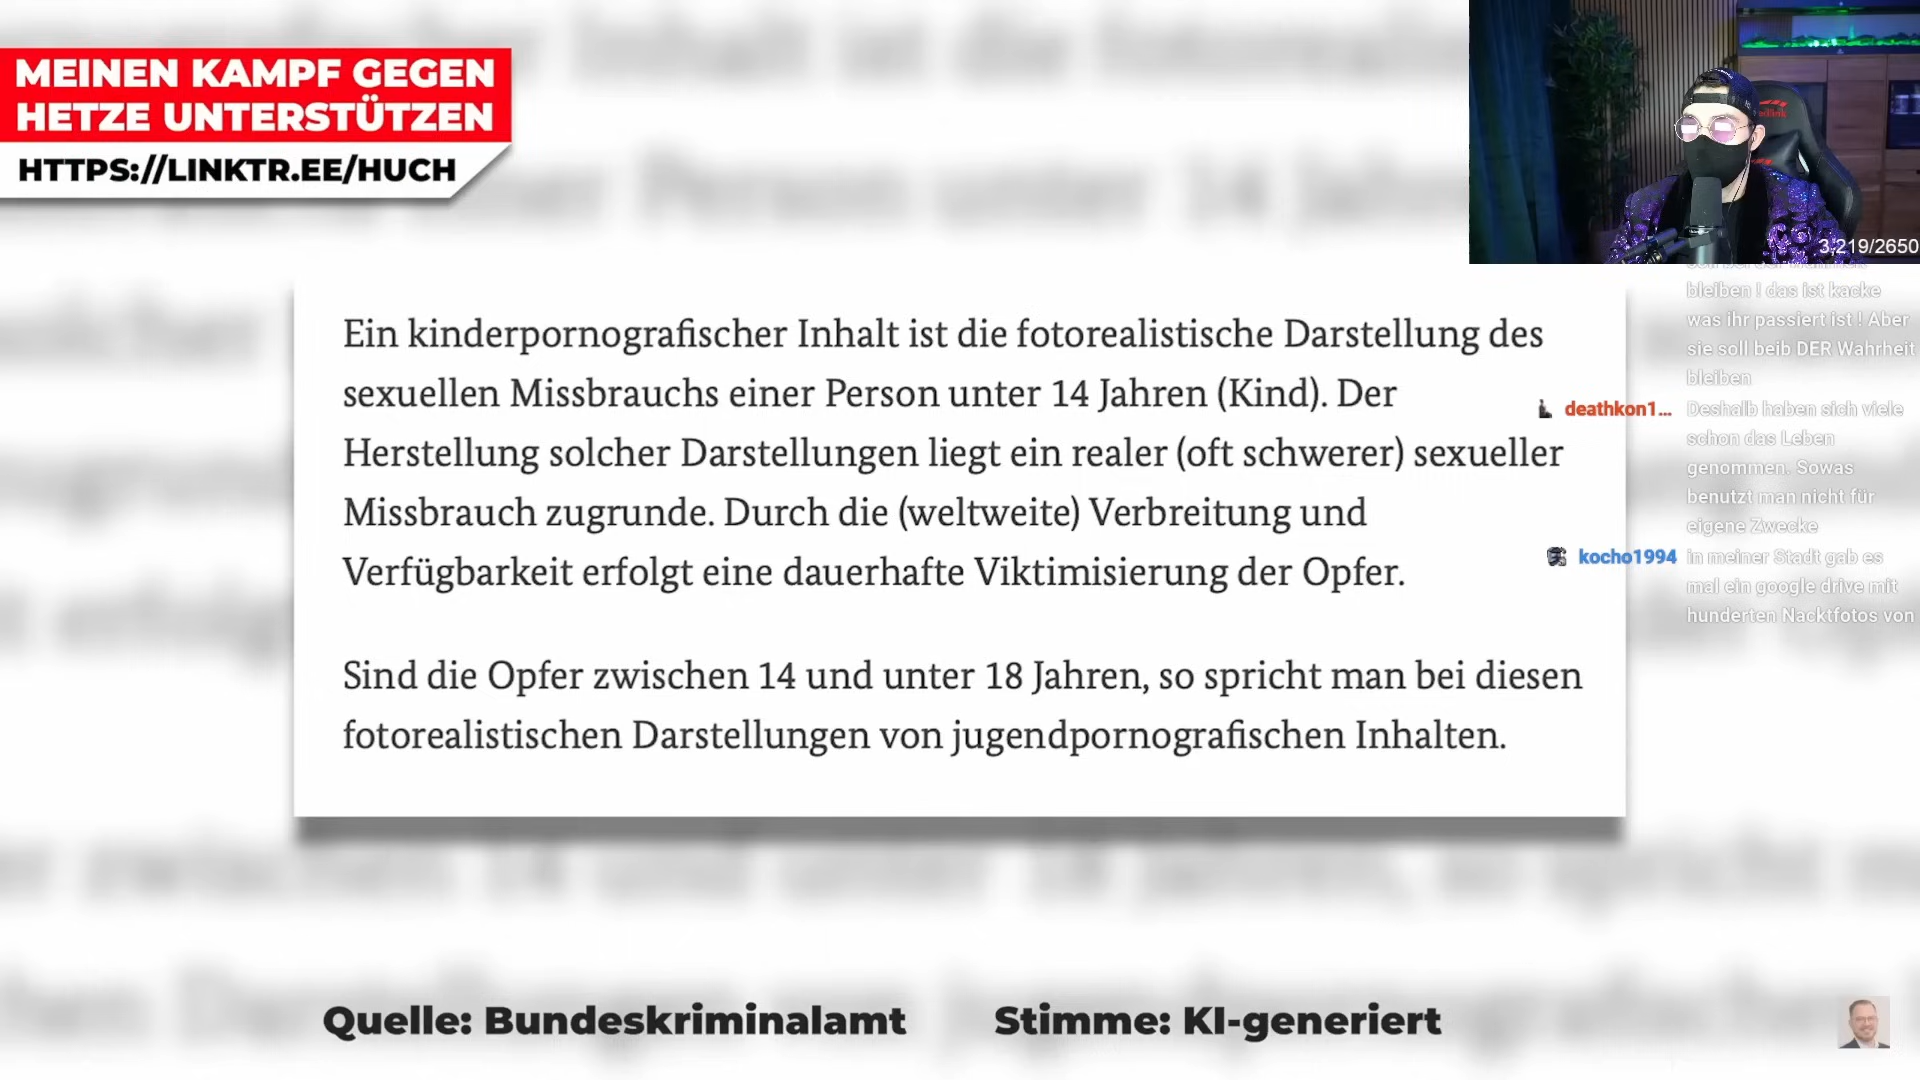 MEINEN KAMPF GEGEN
HETZE UNTERSTÜTZEN
HTTPS://LINKTR.EE/HUCH
3.219/2650
Ein kinderpornografischer Inhalt ist die fotorealistische Darstellung des
sexuellen Missbrauchs einer Person unter 14 Jahren (Kind). Der
Herstellung solcher Darstellungen liegt ein realer (oft schwerer) sexueller
Missbrauch zugrunde. Durch die (weltweite) Verbreitung und
Verfügbarkeit erfolgt eine dauerhafte Viktimisierung der Opfer.
Sind die Opfer zwischen 14 und unter 18 Jahren, so spricht man bei diesen
fotorealistischen Darstellungen von jugendpornografischen Inhalten.
bleiben ! das ist kacke
was ihr passiert ist ! Aber
sie soll beib DER Wahrheit
bleiben
deathkon1... Deshalb haben sich viele
schon das Leben
genommen. Sowas
benutzt man nicht für
eigene Zwecke
kocho1994 in meiner Stadt gab es
mal ein google drive mit
hunderten Nacktfotos von
Quelle: Bundeskriminalamt
Stimme: KI-generiert